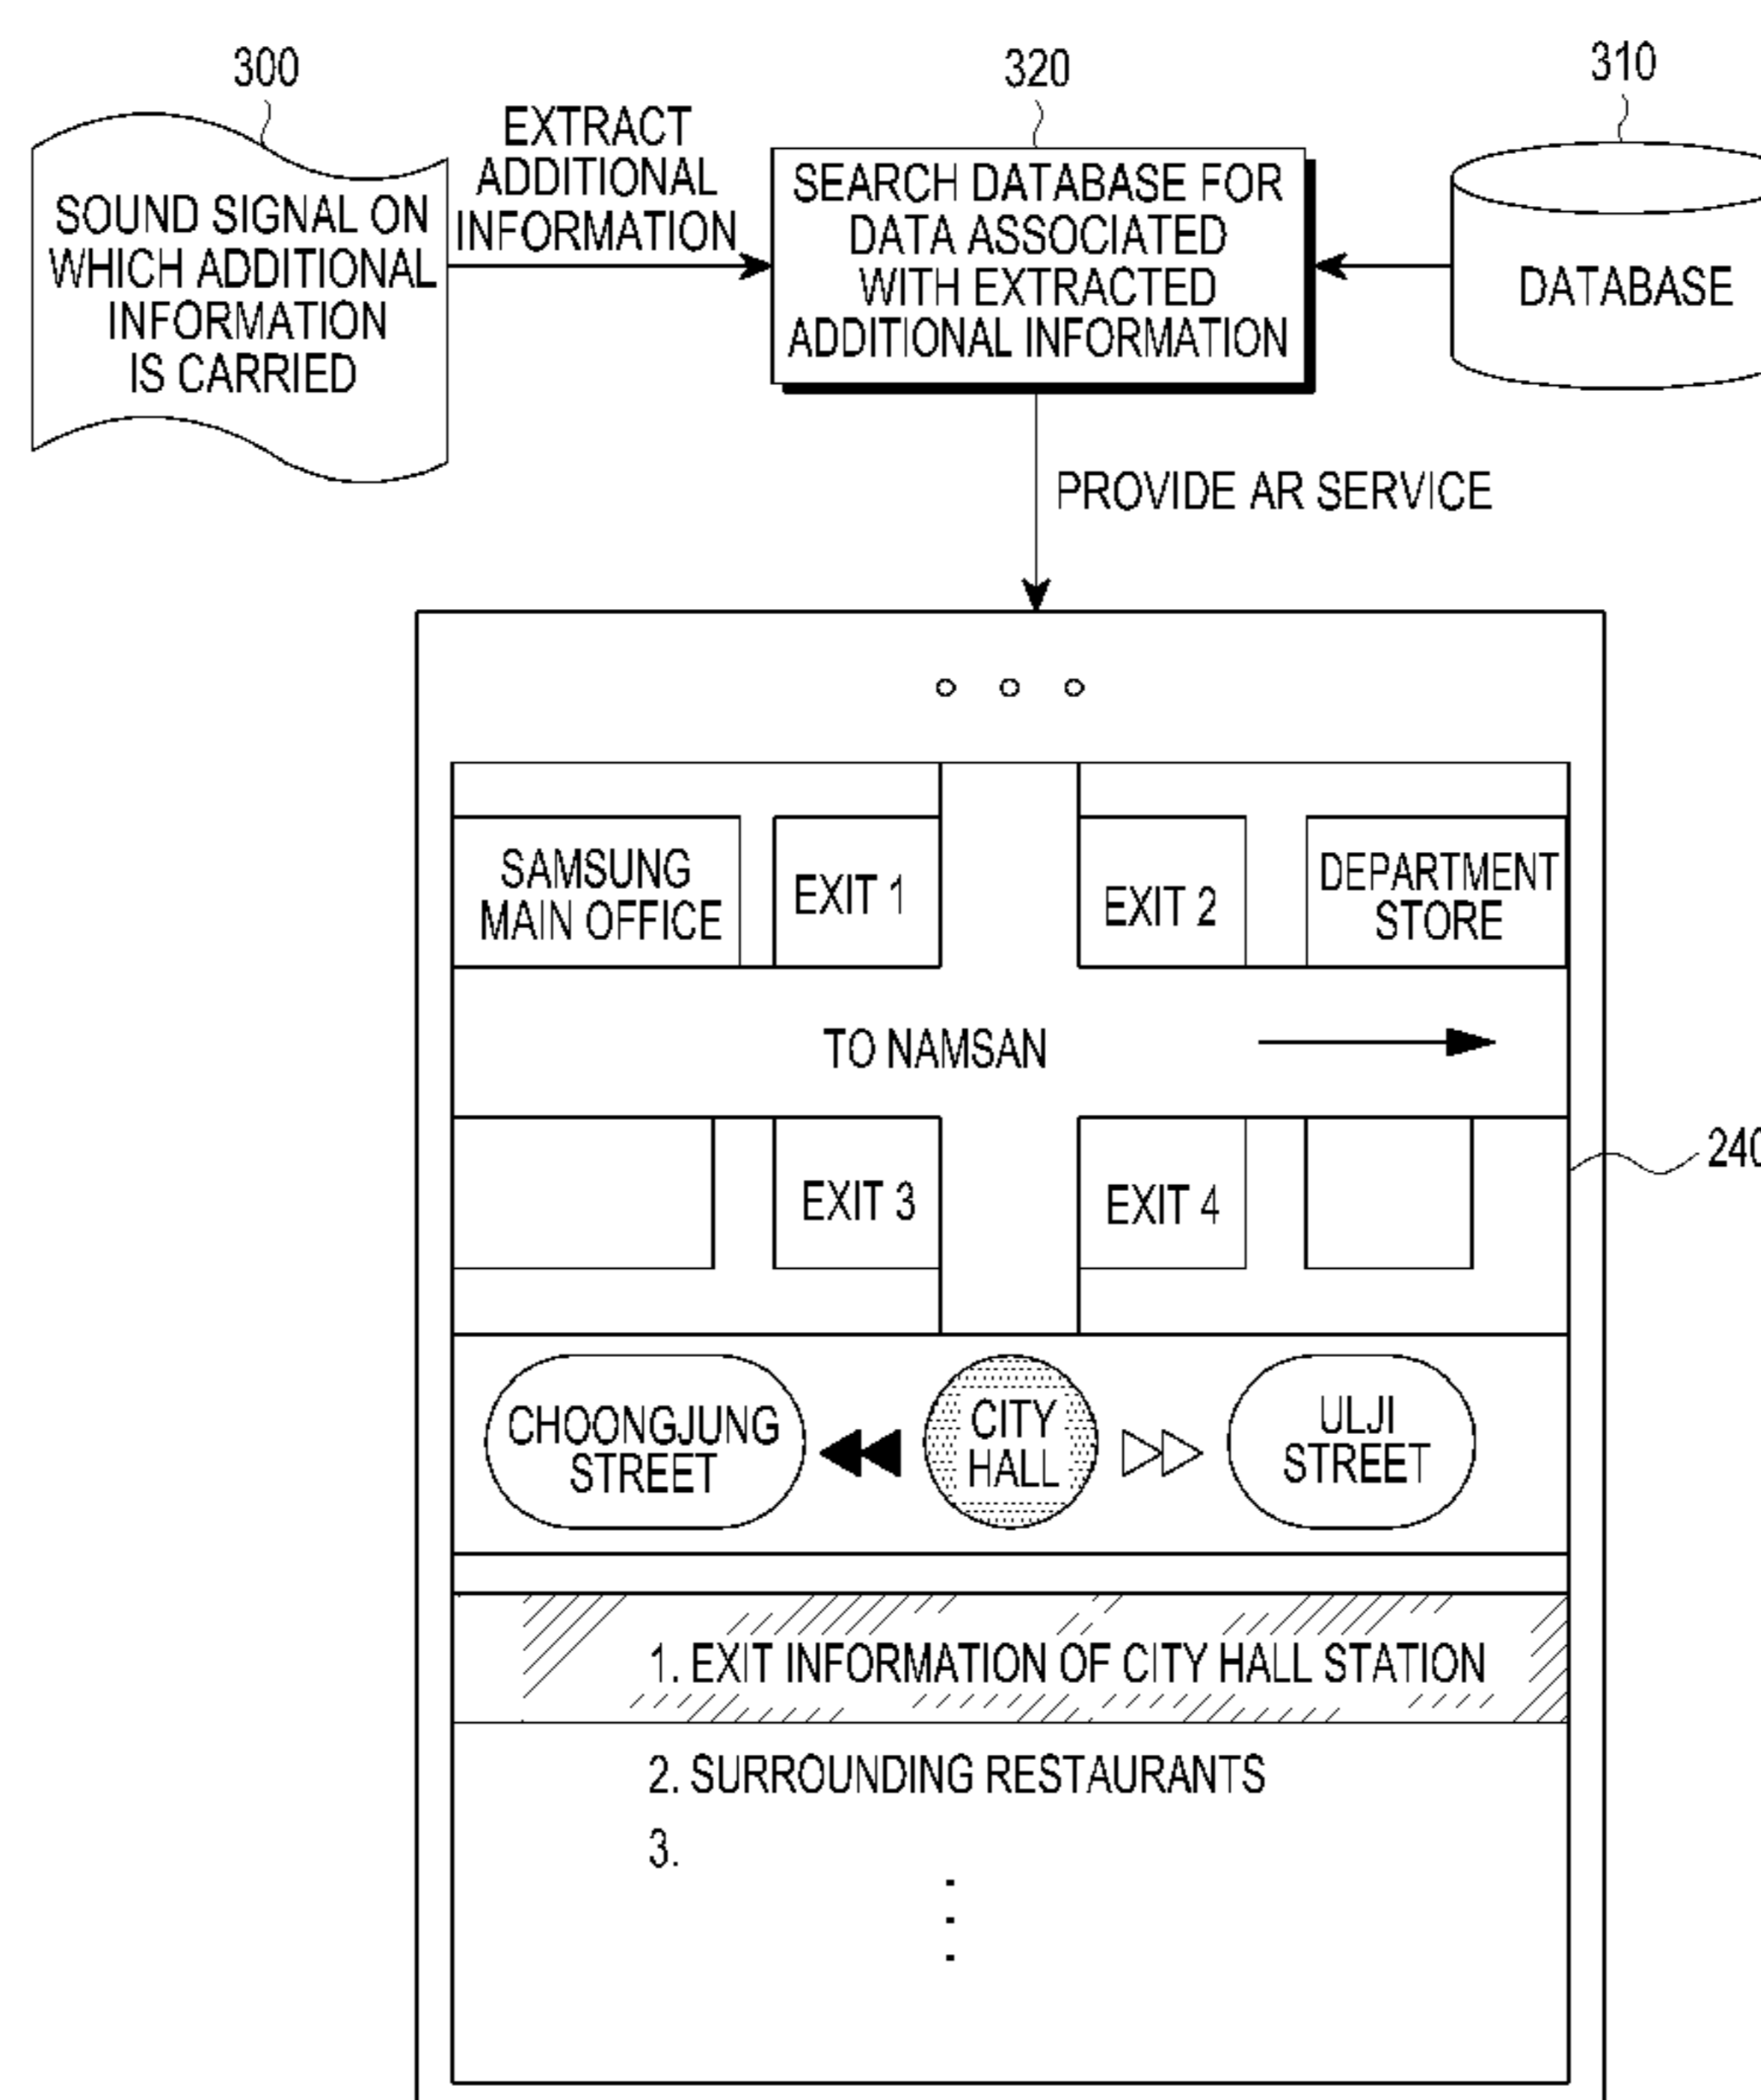 300
320
310
SOUND SIGNAL ON
WHICH ADDITIONAL
INFORMATION
IS CARRIED
EXTRACT
ADDITIONAL
INFORMATION
SEARCH DATABASE FOR
DATA ASSOCIATED
WITH EXTRACTED
ADDITIONAL INFORMATION
DATABASE
PROVIDE AR SERVICE
SAMSUNG
MAIN OFFICE
EXIT 1
EXIT 2
DEPARTMENT
STORE
TO NAMSAN
240
EXIT 3
EXIT 4
CHOONGJUNG
STREET
CITY
HALL
ULJI
STREET
1. EXIT INFORMATION OF CITY HALL STATION
2. SURROUNDING RESTAURANTS
3.